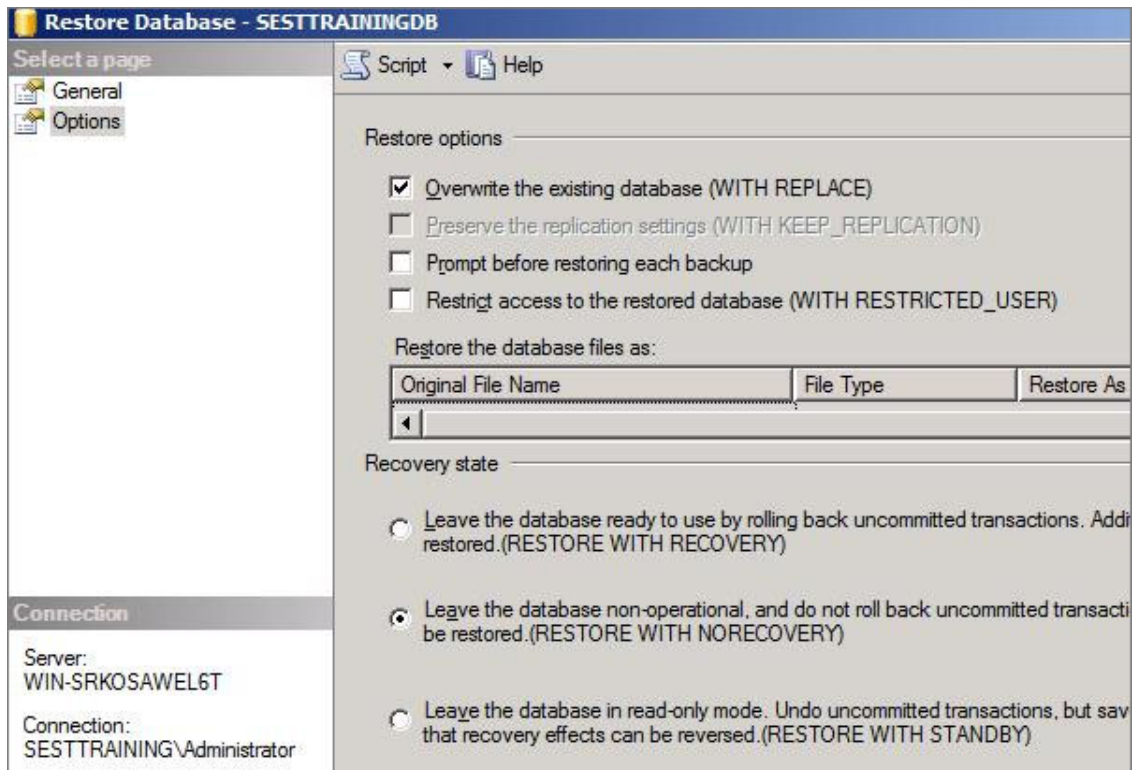 Restore Database - SESTTRAININGDB
Select a page
General
Options
Script Help
Restore options
Overwrite the existing database (WITH REPLACE)
Preserve the replication settings (WITH KEEP_REPLICATION)
Prompt before restoring each backup
Restrict access to the restored database (WITH RESTRICTED_USER)
Restore the database files as:
Original File Name File Type Restore As
Recovery state
Leave the database ready to use by rolling back uncommitted transactions. Addi
restored.(RESTORE WITH RECOVERY)
Leave the database non-operational, and do not roll back uncommitted transacti
be restored.(RESTORE WITH NORECOVERY)
Leave the database in read-only mode. Undo uncommitted transactions, but sav
that recovery effects can be reversed.(RESTORE WITH STANDBY)
Connection
Server:
WIN-SRKOSAWEL6T
Connection:
SESTTRAINING\Administrator